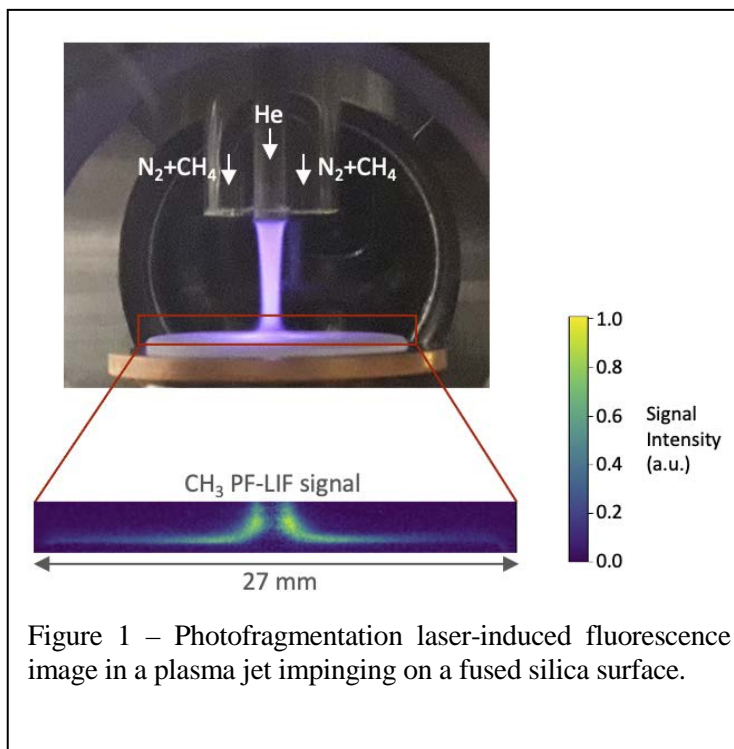 He
N₂+CH₄ N₂+CH₄
CH₃ PF-LIF signal
27 mm
1.0
0.8
0.6
0.4
0.2
0.0
Signal
Intensity
(a.u.)
Figure 1 – Photofragmentation laser-induced fluorescence
image in a plasma jet impinging on a fused silica surface.